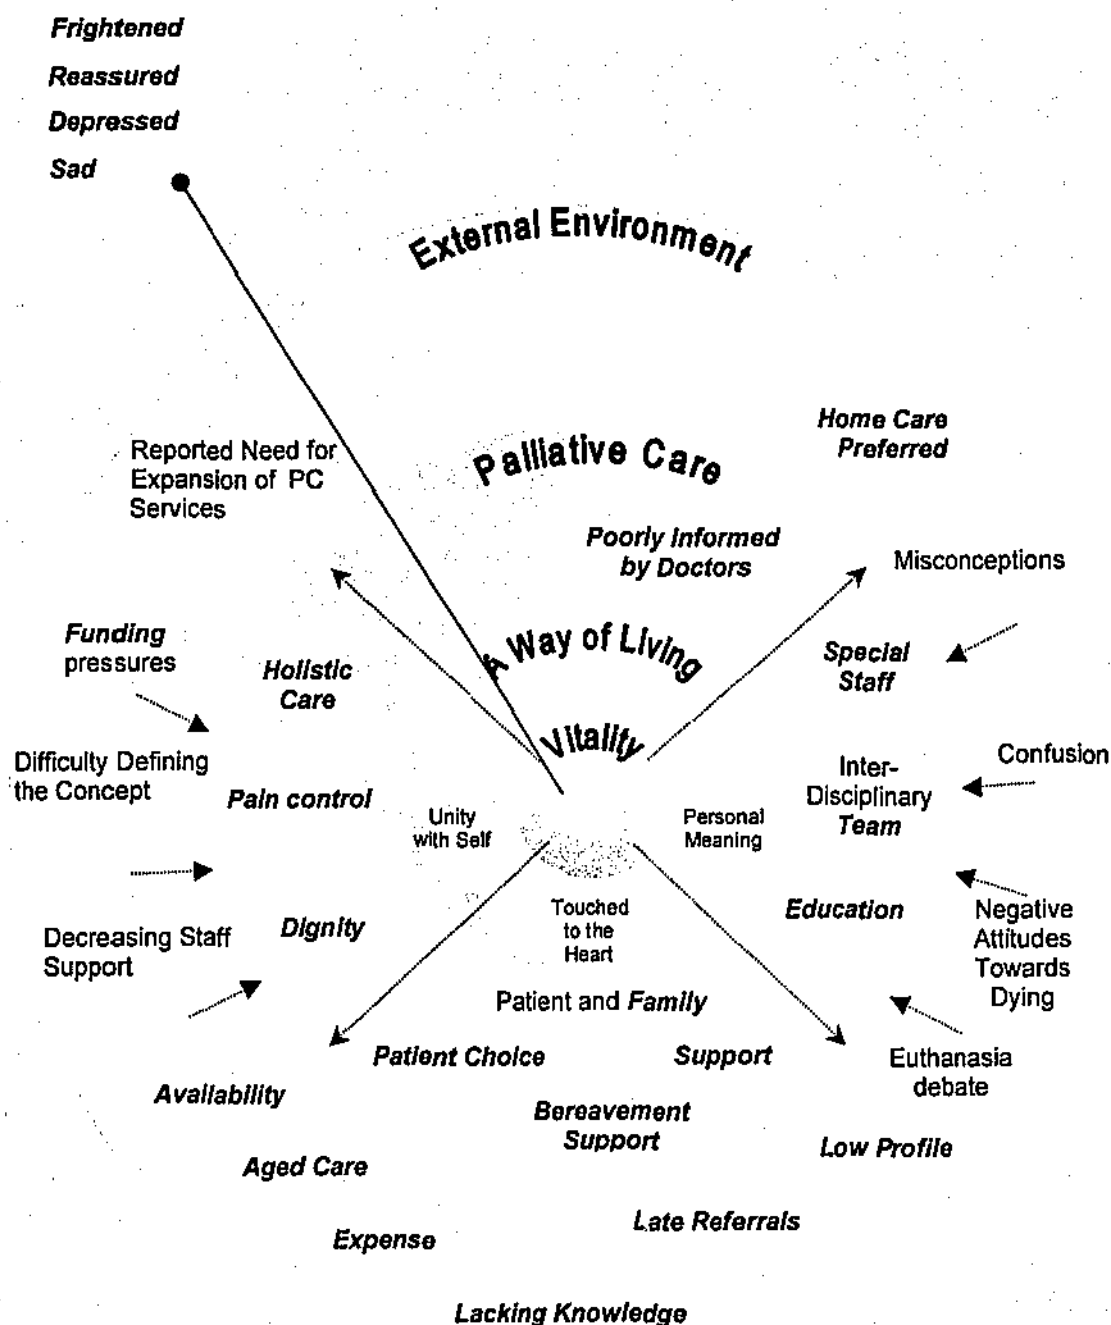 Frightened
Reassured
Depressed
Sad
External Environment
Home Care
Preferred
Reported Need for
Expansion of PC
Services
Palliative Care
Poorly Informed
by Doctors
Misconceptions
Funding
pressures
Holistic
Care
A Way of Living
Special
Staff
Vitality
Difficulty Defining
the Concept
Pain control
Unity
with Self
Personal
Meaning
Inter-
Disciplinary
Team
Confusion
Decreasing Staff
Support
Dignity
Touched
to the
Heart
Education
Negative
Attitudes
Towards
Dying
Patient and Family
Patient Choice
Support
Euthanasia
debate
Availability
Bereavement
Support
Low Profile
Aged Care
Expense
Late Referrals
Lacking Knowledge